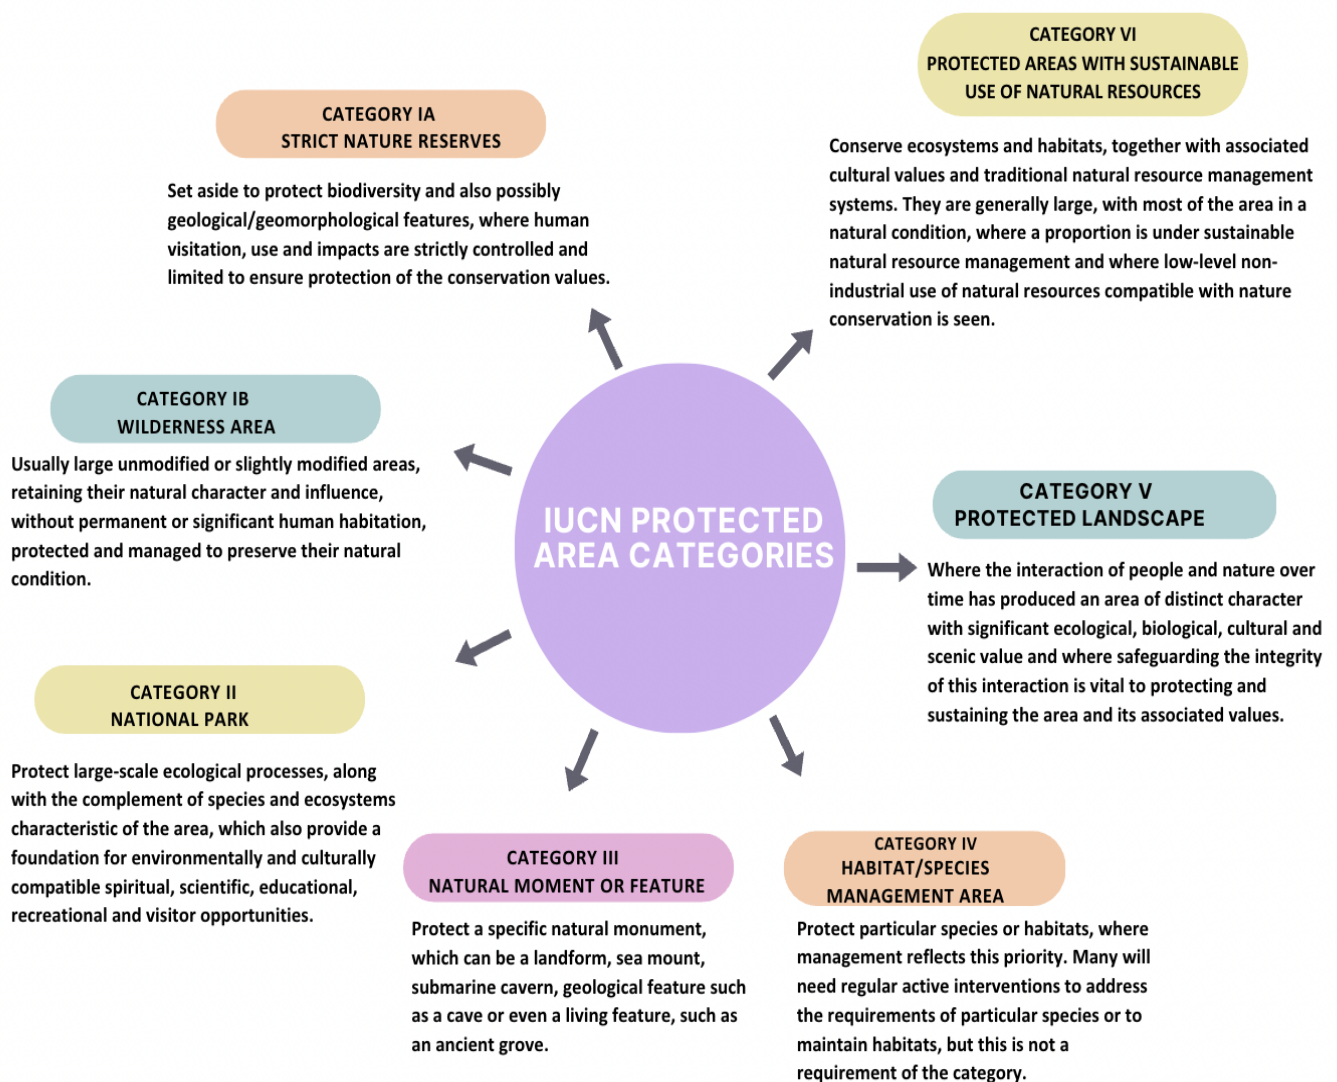 CATEGORY VI
PROTECTED AREAS WITH SUSTAINABLE
USE OF NATURAL RESOURCES
Conserve ecosystems and habitats, together with associated
cultural values and traditional natural resource management
systems. They are generally large, with most of the area in a
natural condition, where a proportion is under sustainable
natural resource management and where low-level non-
industrial use of natural resources compatible with nature
conservation is seen.
CATEGORY IA
STRICT NATURE RESERVES
Set aside to protect biodiversity and also possibly
geological/geomorphological features, where human
visitation, use and impacts are strictly controlled and
limited to ensure protection of the conservation values.
CATEGORY IB
WILDERNESS AREA
Usually large unmodified or slightly modified areas,
retaining their natural character and influence,
without permanent or significant human habitation,
protected and managed to preserve their natural
condition.
IUCN PROTECTED
AREA CATEGORIES
CATEGORY V
PROTECTED LANDSCAPE
Where the interaction of people and nature over
time has produced an area of distinct character
with significant ecological, biological, cultural and
scenic value and where safeguarding the integrity
of this interaction is vital to protecting and
sustaining the area and its associated values.
CATEGORY II
NATIONAL PARK
Protect large-scale ecological processes, along
with the complement of species and ecosystems
characteristic of the area, which also provide a
foundation for environmentally and culturally
compatible spiritual, scientific, educational,
recreational and visitor opportunities.
CATEGORY III
NATURAL MOMENT OR FEATURE
Protect a specific natural monument,
which can be a landform, sea mount,
submarine cavern, geological feature such
as a cave or even a living feature, such as
an ancient grove.
CATEGORY IV
HABITAT/SPECIES
MANAGEMENT AREA
Protect particular species or habitats, where
management reflects this priority. Many will
need regular active interventions to address
the requirements of particular species or to
maintain habitats, but this is not a
requirement of the category.